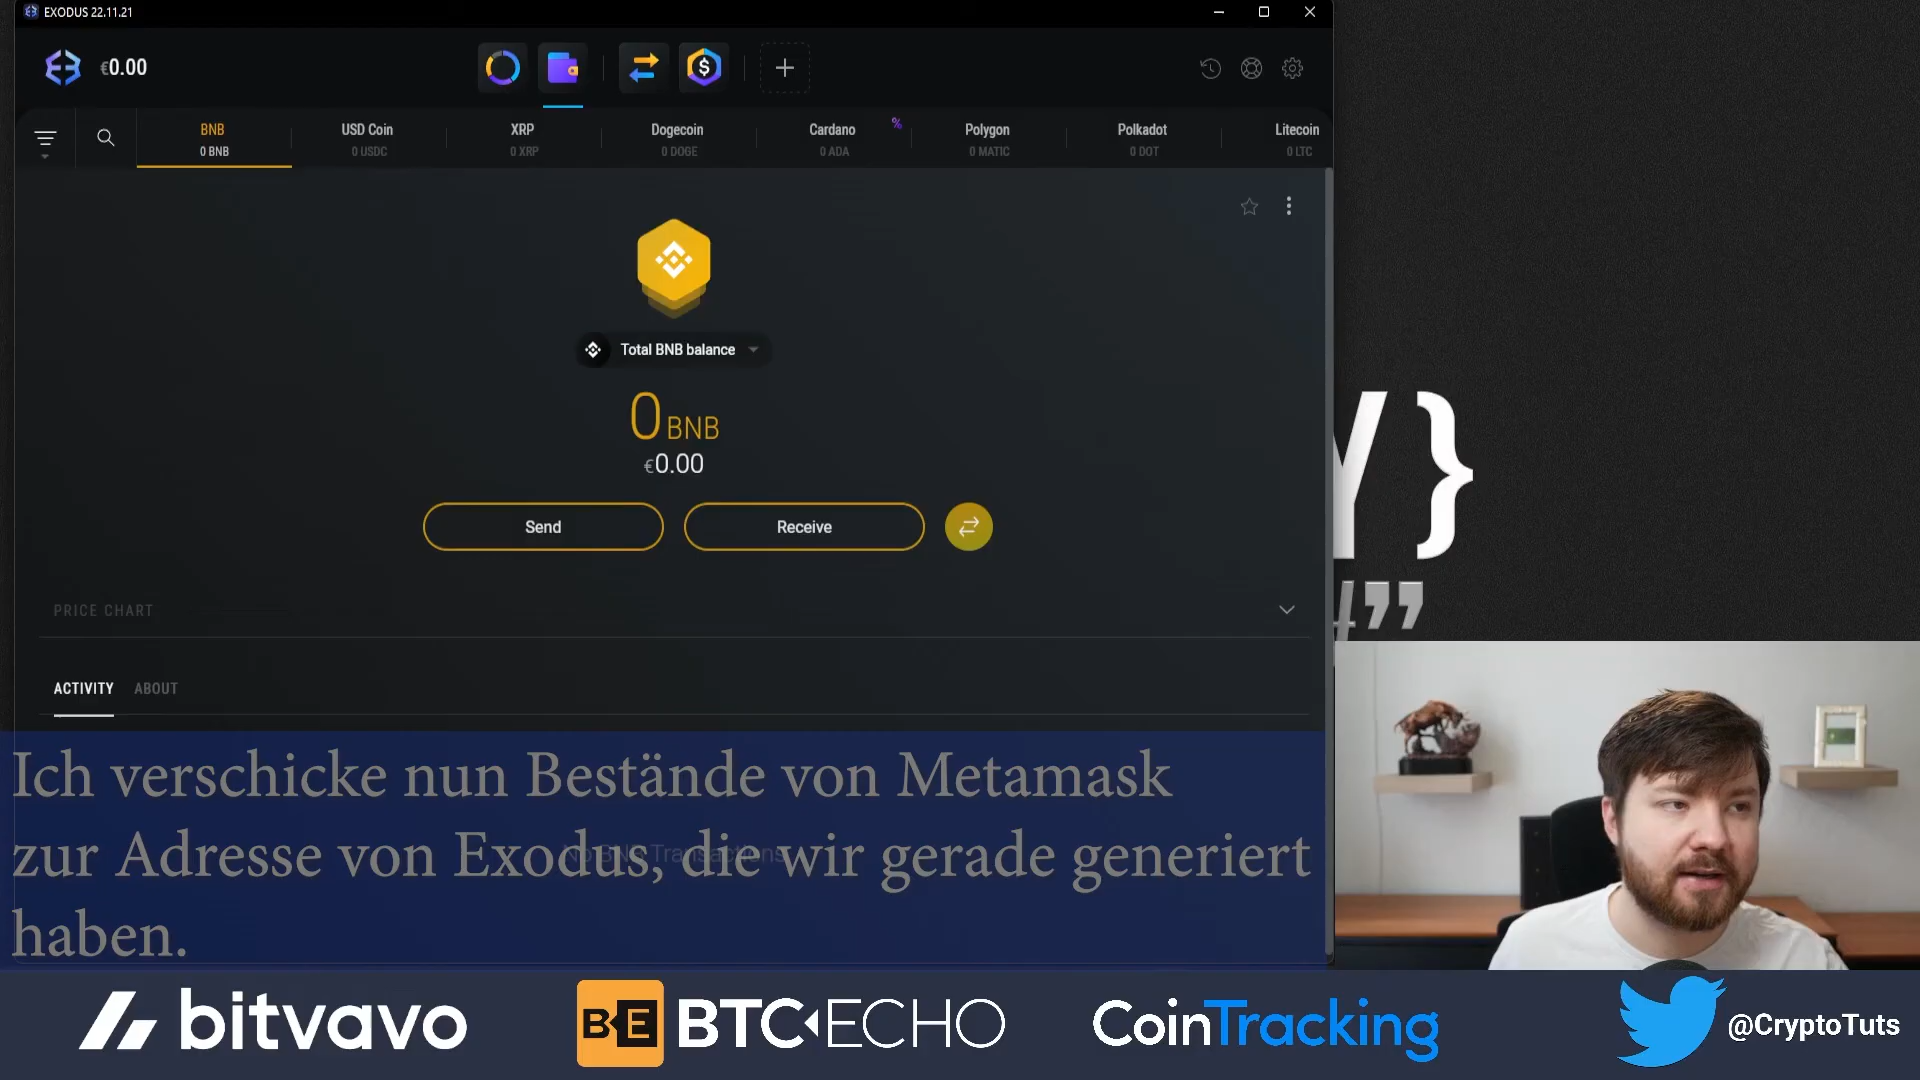 EXODUS 22.11.21
€0.00
BNB USD Coin XRP Dogecoin Cardano % Polygon Polkadot Litecoin
0 BNB 0 USDC 0 XRP 0 DOGE 0 ADA 0 MATIC 0 DOT 0 LTC
Total BNB balance
0 BNB
€0.00
Send Receive
PRICE CHART
ACTIVITY ABOUT
No BNB Transactions
Ich verschicke nun Bestände von Metamask
zur Adresse von Exodus, die wir gerade generiert
haben.
Y}
#”
bitvavo BE BTC ECHO CoinTracking @CryptoTuts